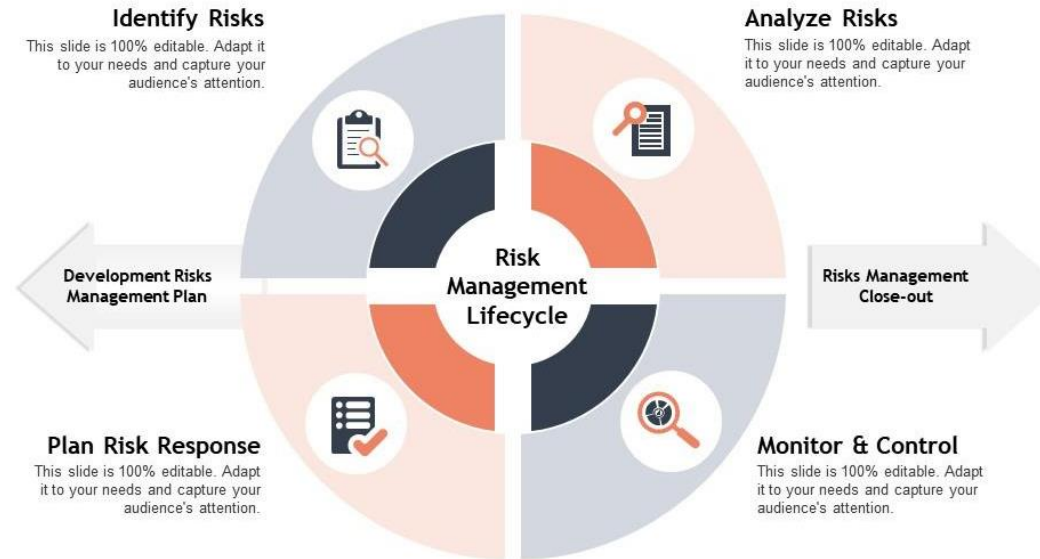 Identify Risks
This slide is 100% editable. Adapt it
to your needs and capture your
audience's attention.
Analyze Risks
This slide is 100% editable. Adapt
it to your needs and capture your
audience's attention.
Development Risks
Management Plan
Risk
Management
Lifecycle
Risks Management
Close-out
Plan Risk Response
This slide is 100% editable. Adapt
it to your needs and capture your
audience's attention.
Monitor & Control
This slide is 100% editable. Adapt
it to your needs and capture your
audience's attention.